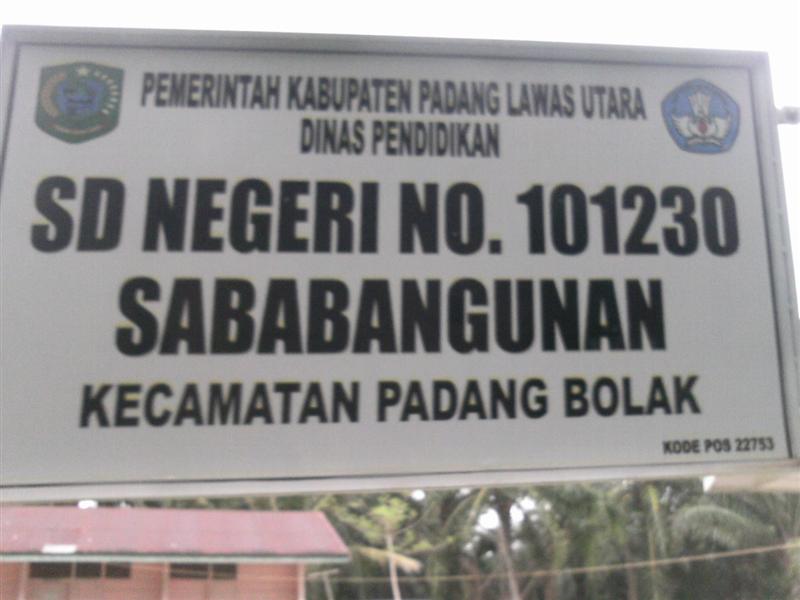 PEMERINTAH KABUPATEN PADANG LAWAS UTARA
DINAS PENDIDIKAN
SD NEGERI NO. 101230
SABABANGUNAN
KECAMATAN PADANG BOLAK
KODE POS 22753